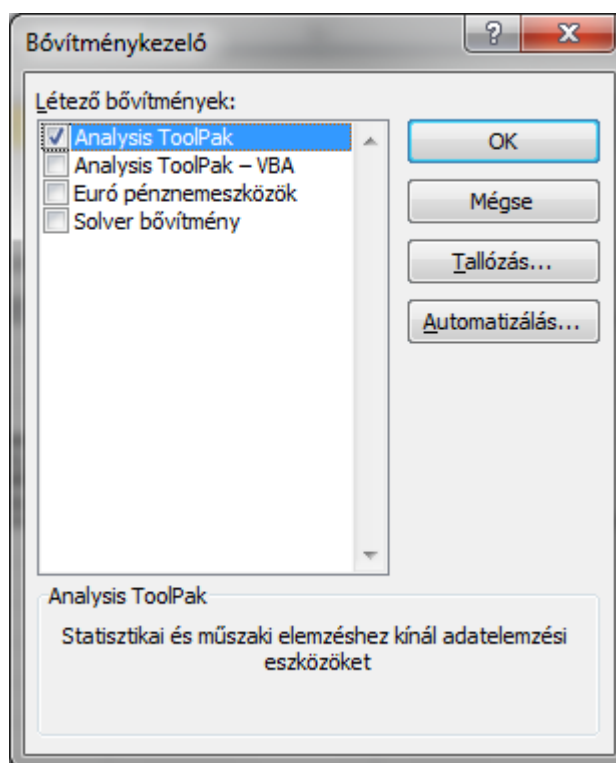 Bővítménykezelő
Létező bővítmények:
Analysis ToolPak
Analysis ToolPak – VBA
Euró pénznemeszközök
Solver bővítmény
OK
Mégse
Tallózás...
Automatizálás...
Analysis ToolPak
Statisztikai és műszaki elemzéshez kínál adatelemzési
eszközöket